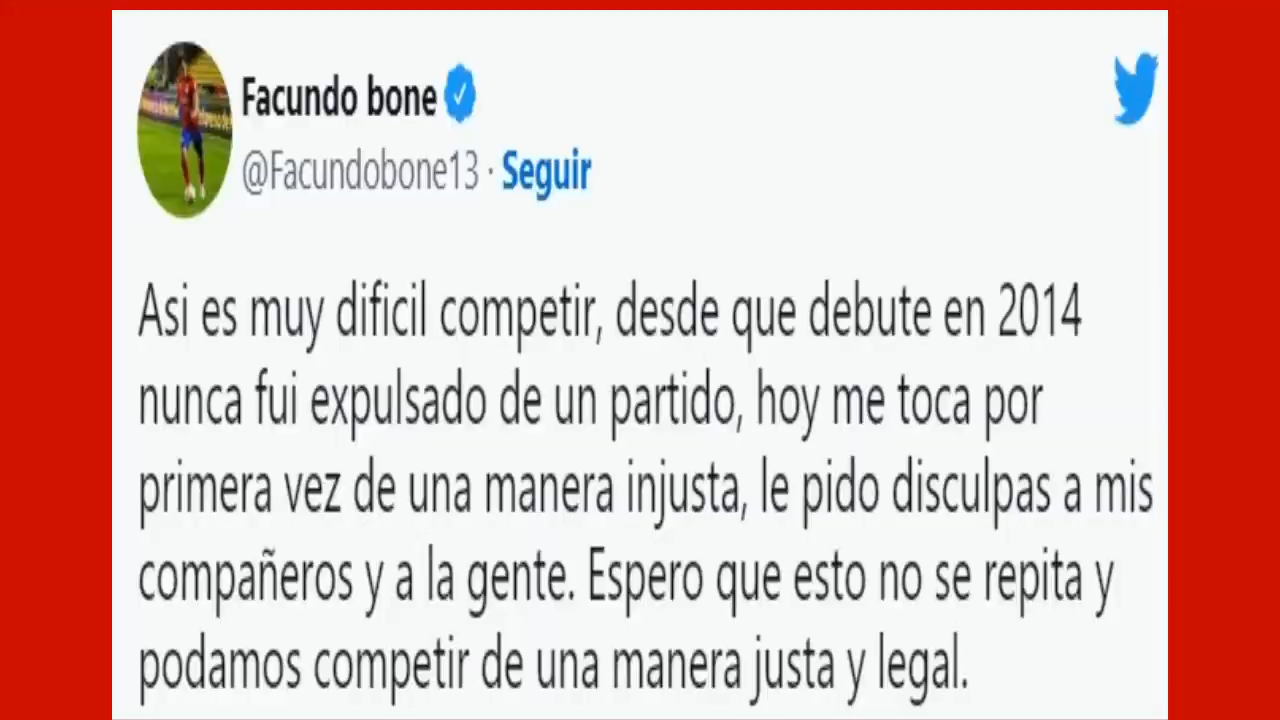 Facundo bone
@Facundobone13 · Seguir
Asi es muy dificil competir, desde que debute en 2014
nunca fui expulsado de un partido, hoy me toca por
primera vez de una manera injusta, le pido disculpas a mis
compañeros y a la gente. Espero que esto no se repita y
podamos competir de una manera justa y legal.